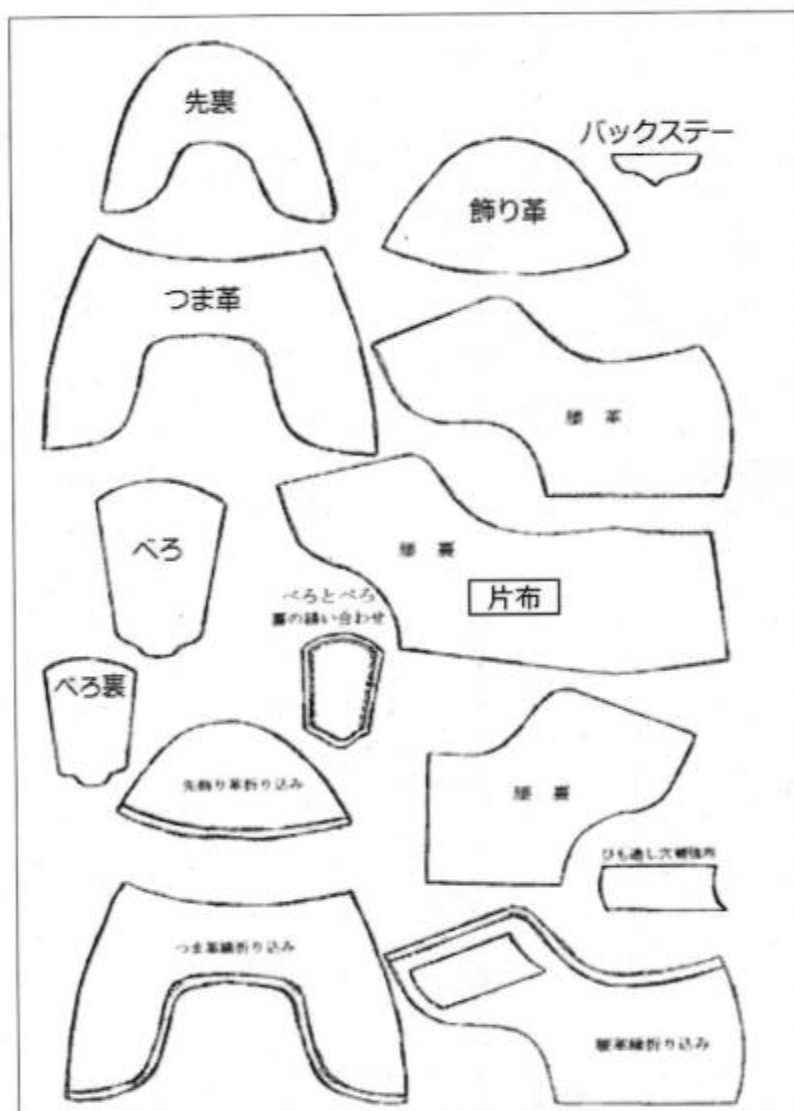 先裏
バックステー
飾り革
つま革
腰革
べろ
腰裏
片布
べろとべろ
裏の縫い合わせ
べろ裏
先飾り革折り込み
腰裏
ひも通し穴補強布
つま革縁折り込み
腰革縁折り込み